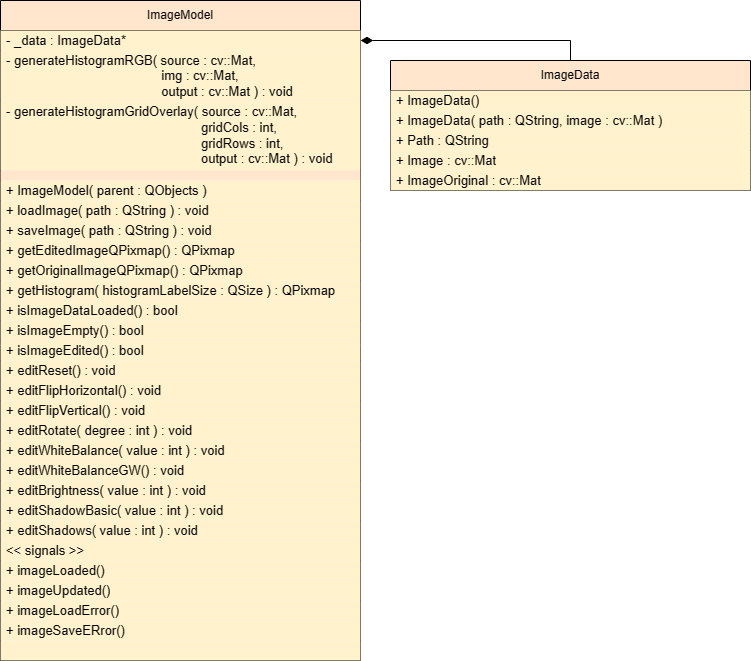 ImageModel
- _data : ImageData*
- generateHistogramRGB( source : cv::Mat,
img : cv::Mat,
output : cv::Mat ) : void
- generateHistogramGridOverlay( source : cv::Mat,
gridCols : int,
gridRows : int,
output : cv::Mat ) : void
+ ImageModel( parent : QObjects )
+ loadImage( path : QString ) : void
+ saveImage( path : QString ) : void
+ getEditedImageQPixmap() : QPixmap
+ getOriginalImageQPixmap() : QPixmap
+ getHistogram( histogramLabelSize : QSize ) : QPixmap
+ isImageDataLoaded() : bool
+ isImageEmpty() : bool
+ isImageEdited() : bool
+ editReset() : void
+ editFlipHorizontal() : void
+ editFlipVertical() : void
+ editRotate( degree : int ) : void
+ editWhiteBalance( value : int ) : void
+ editWhiteBalanceGW() : void
+ editBrightness( value : int ) : void
+ editShadowBasic( value : int ) : void
+ editShadows( value : int ) : void
<< signals >>
+ imageLoaded()
+ imageUpdated()
+ imageLoadError()
+ imageSaveERror()
ImageData
+ ImageData()
+ ImageData( path : QString, image : cv::Mat )
+ Path : QString
+ Image : cv::Mat
+ ImageOriginal : cv::Mat